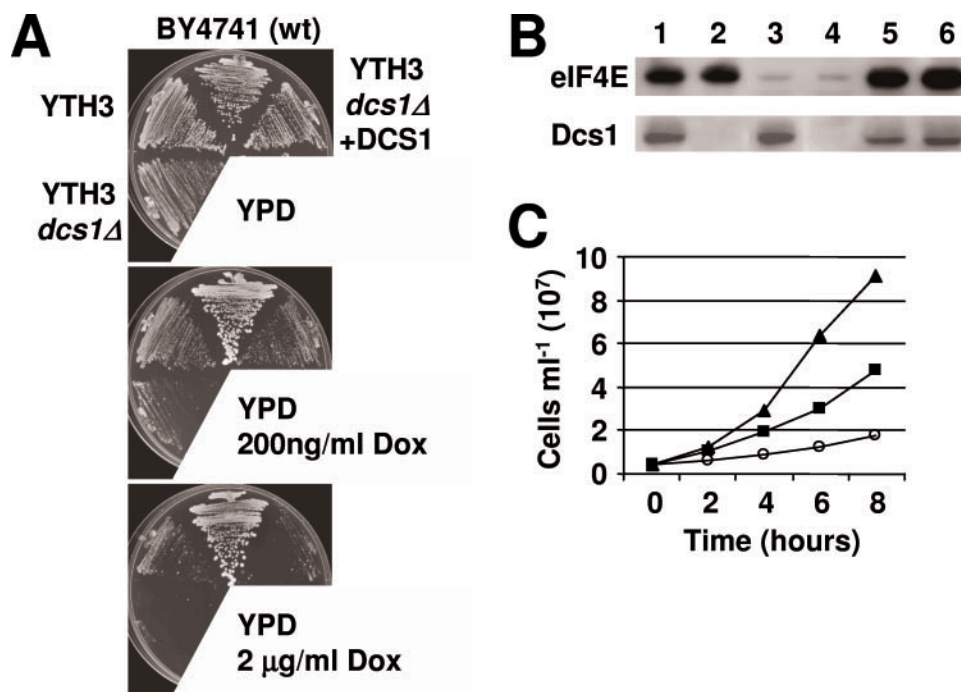 A
BY4741 (wt)
YTH3
YTH3
dcs1Δ
+DCS1
YTH3
dcs1Δ
YPD
YPD
200ng/ml Dox
YPD
2 µg/ml Dox
B
1 2 3 4 5 6
eIF4E
Dcs1
C
Cells ml⁻¹ (10⁷)
10
8
6
4
2
0
0 2 4 6 8
Time (hours)